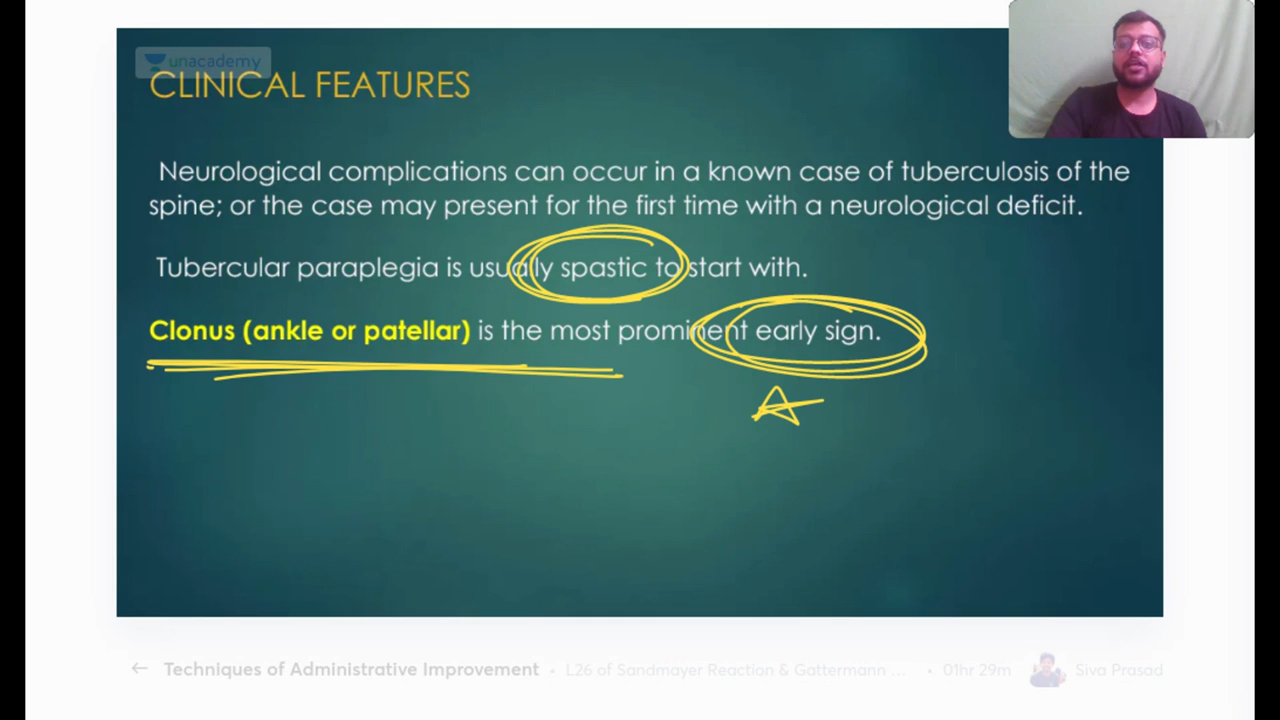 unacademy
CLINICAL FEATURES
Neurological complications can occur in a known case of tuberculosis of the
spine; or the case may present for the first time with a neurological deficit.
Tubercular paraplegia is usually spastic to start with.
Clonus (ankle or patellar) is the most prominent early sign.
← Techniques of Administrative Improvement • L26 of Sandmayer Reaction & Gattermann ... • 01hr 29m Siva Prasad